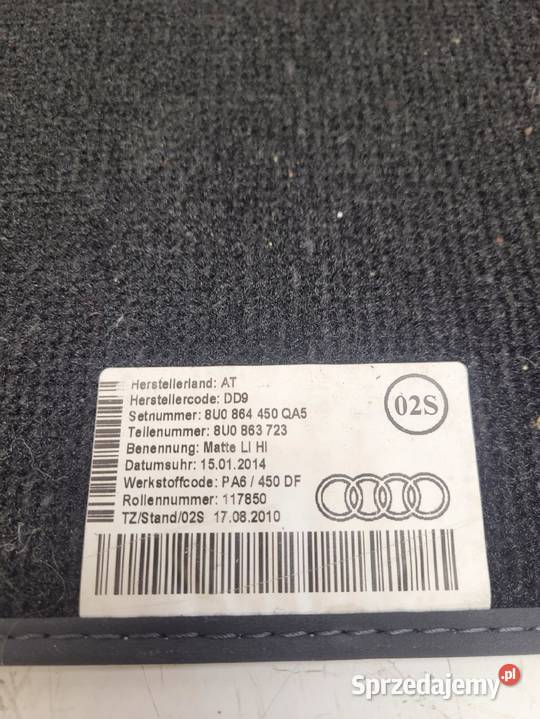 Herstellerland: AT
Herstellercode: DD9
Setnummer: 8U0 864 450 QA5
Teilenummer: 8U0 863 723
Benennung: Matte LI HI
Datumsuhr: 15.01.2014
Werkstoffcode: PA6 / 450 DF
Rollennummer: 117850
TZ/Stand/02S 17.08.2010
02S
Sprzedajemy.pl